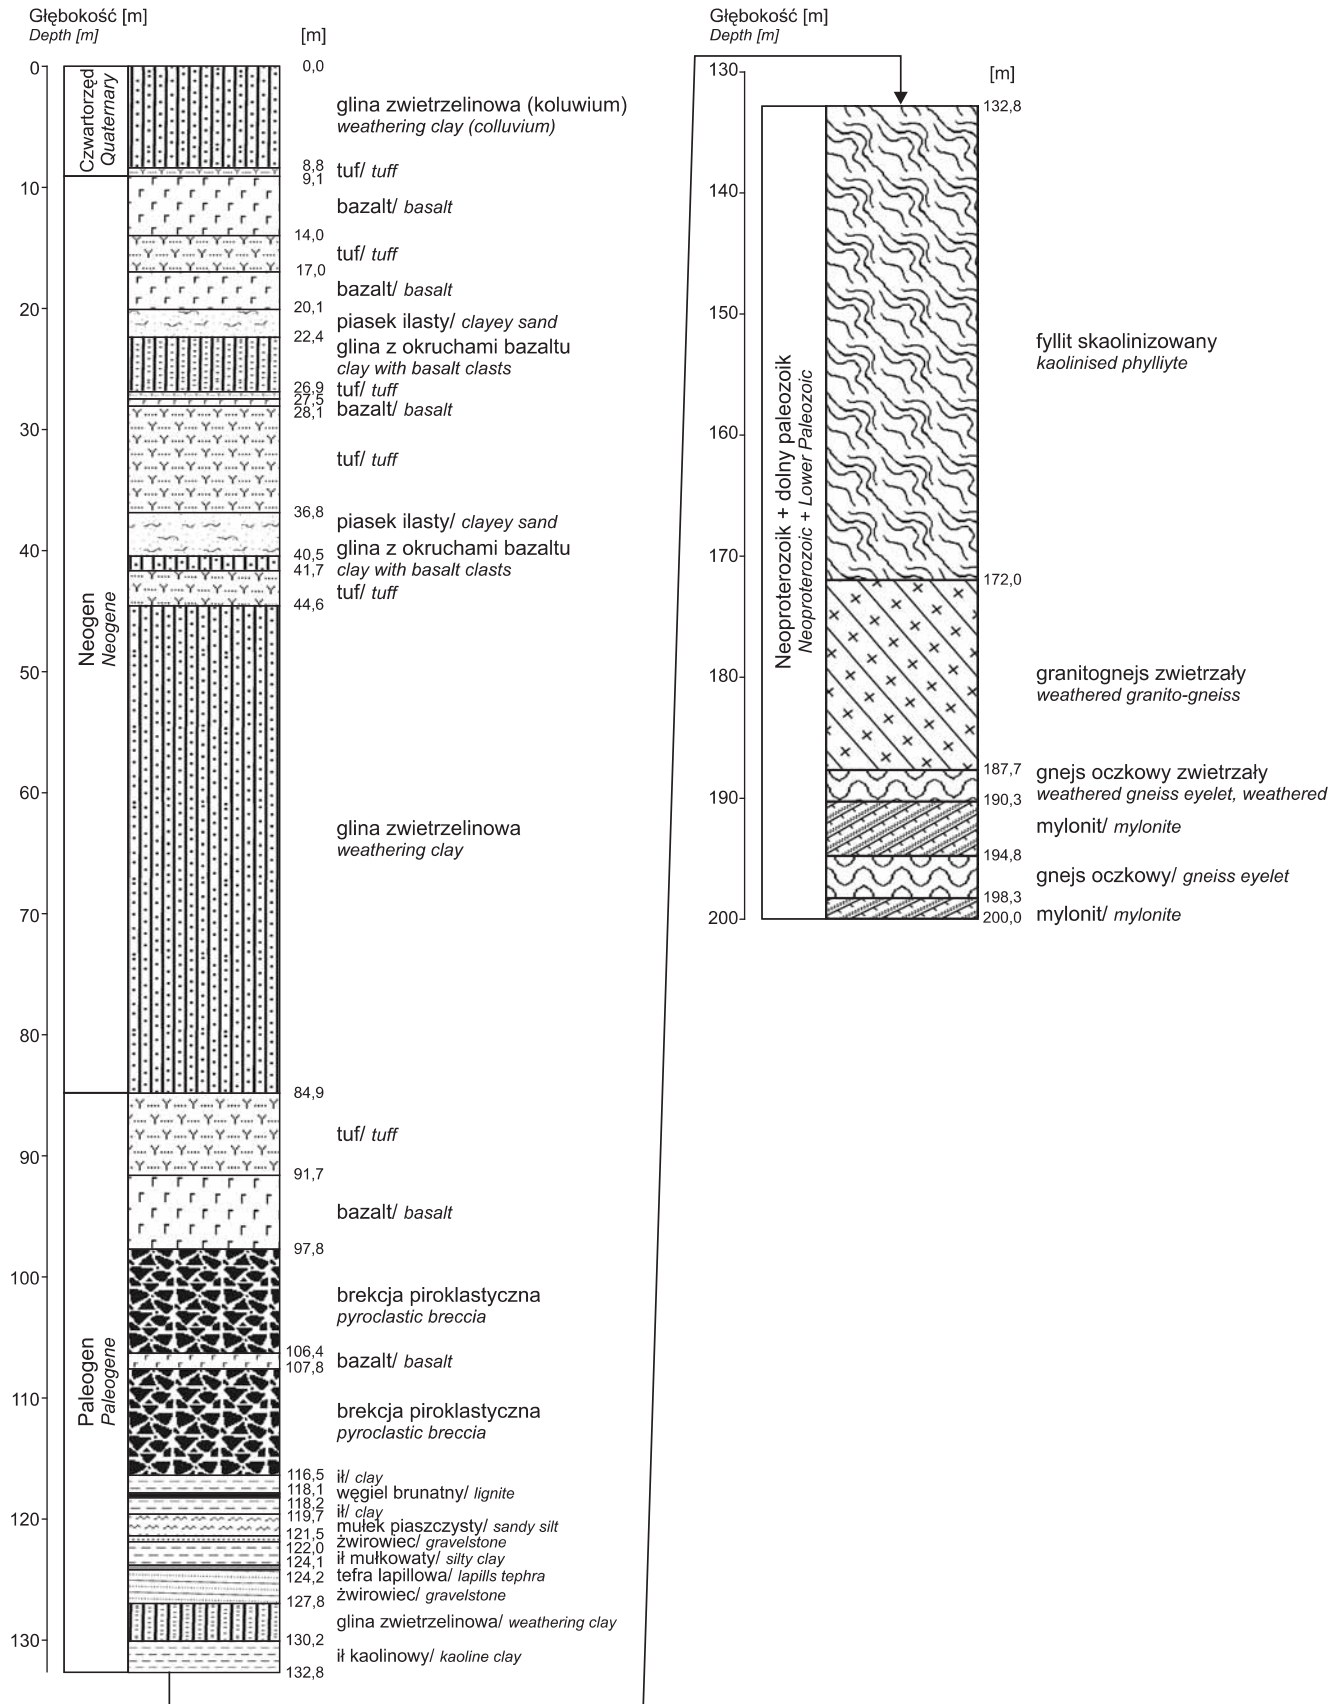 Głębokość [m]
Depth [m]
[m]
0
10
20
30
40
50
60
70
80
90
100
110
120
130
Czwartorzęd
Quaternary
Neogen
Neogene
Paleogen
Paleogene
0,0
glina zwietrzelinowa (koluwium)
weathering clay (colluvium)
8,8
tuf/ tuff
9,1
bazalt/ basalt
14,0
tuf/ tuff
17,0
bazalt/ basalt
20,1
piasek ilasty/ clayey sand
22,4
glina z okruchami bazaltu
clay with basalt clasts
26,9
tuf/ tuff
27,5
bazalt/ basalt
28,1
tuf/ tuff
36,8
piasek ilasty/ clayey sand
40,5
glina z okruchami bazaltu
clay with basalt clasts
41,7
tuf/ tuff
44,6
glina zwietrzelinowa
weathering clay
84,9
tuf/ tuff
91,7
bazalt/ basalt
97,8
brekcja piroklastyczna
pyroclastic breccia
106,4
bazalt/ basalt
107,8
brekcja piroklastyczna
pyroclastic breccia
116,5
ił/ clay
118,1
węgiel brunatny/ lignite
118,2
ił/ clay
119,7
mułek piaszczysty/ sandy silt
121,5
żwirowiec/ gravelstone
122,0
ił mułkowaty/ silty clay
124,1
tefra lapillowa/ lapills tephra
124,2
żwirowiec/ gravelstone
127,8
glina zwietrzelinowa/ weathering clay
130,2
ił kaolinowy/ kaoline clay
132,8
Głębokość [m]
Depth [m]
[m]
130
140
150
160
170
180
190
200
Neoproterozoik + dolny paleozoik
Neoproterozoic + Lower Paleozoic
132,8
fyllit skaolinizowany
kaolinised phylliyte
172,0
granitognejs zwietrzały
weathered granito-gneiss
187,7
gnejs oczkowy zwietrzały
weathered gneiss eyelet, weathered
190,3
mylonit/ mylonite
194,8
gnejs oczkowy/ gneiss eyelet
198,3
mylonit/ mylonite
200,0